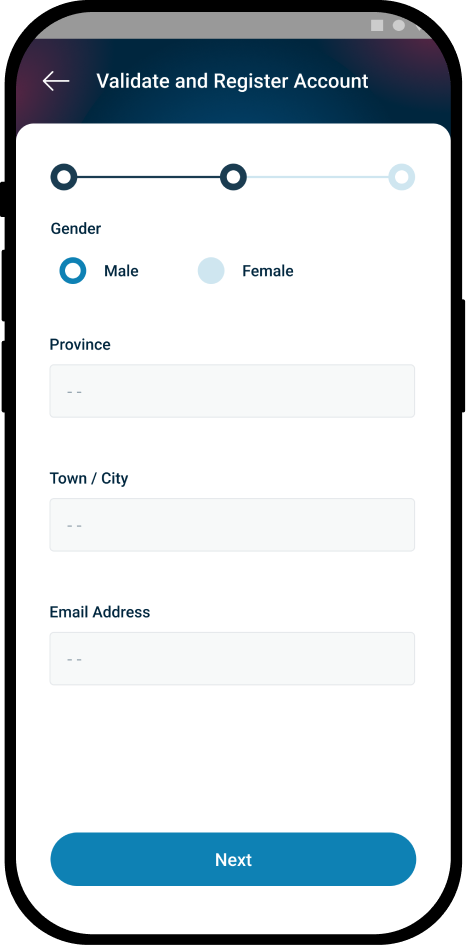 Validate and Register Account
Gender
Male Female
Province
- -
Town / City
- -
Email Address
- -
Next